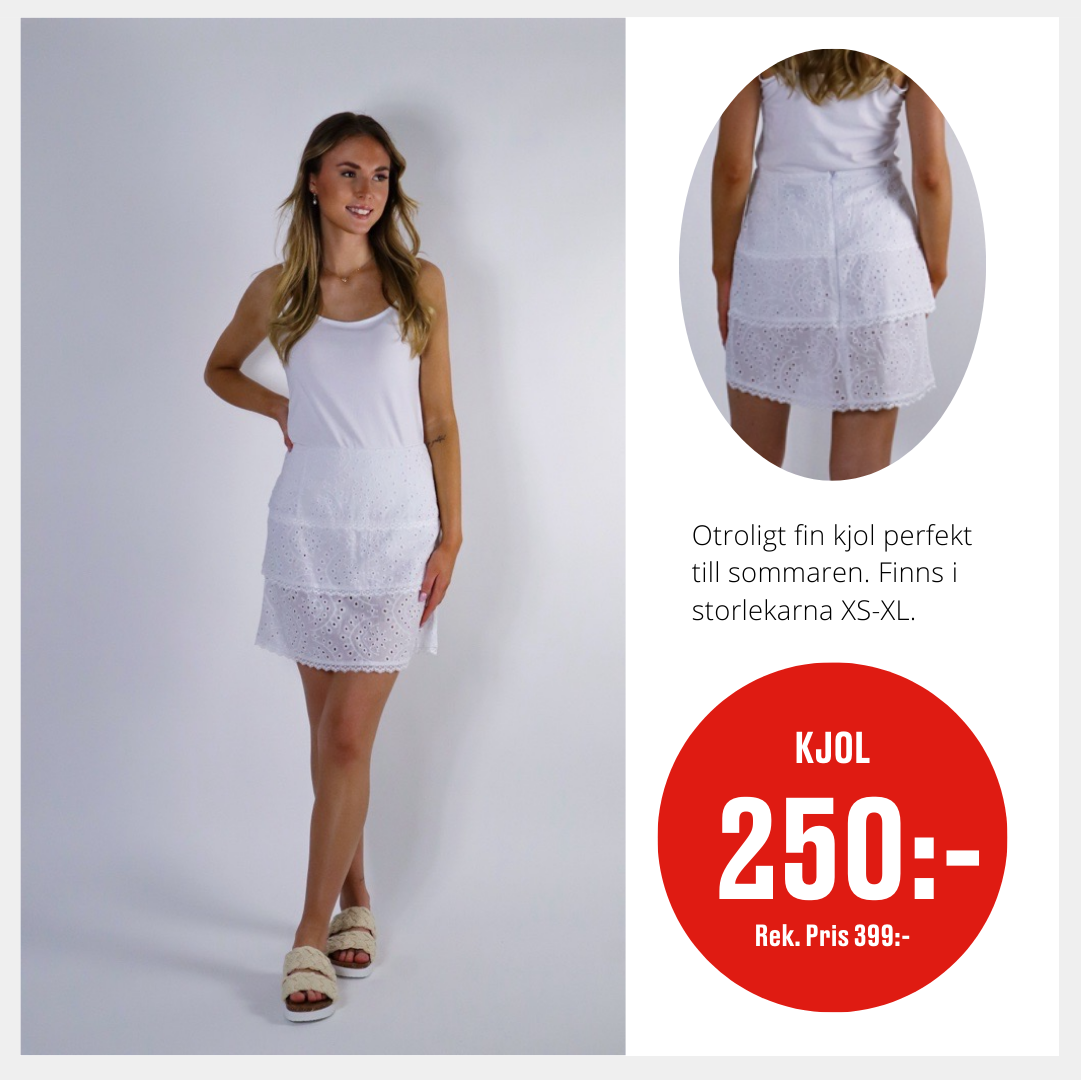 Otroligt fin kjol perfekt
till sommaren. Finns i
storlekarna XS-XL.
KJOL
250:-
Rek. Pris 399:-